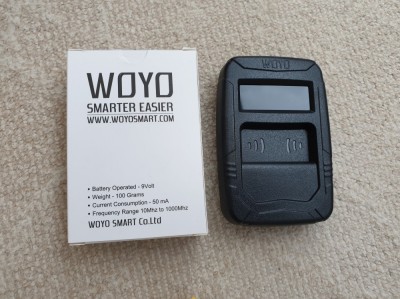 WOYO
SMARTER EASIER
WWW.WOYOSMART.COM
• Battery Operated - 9Volt
• Weight - 100 Grams
• Current Consumption - 50 mA
• Frequency Range 10Mhz to 1000Mhz
WOYO SMART Co.Ltd
WOYO